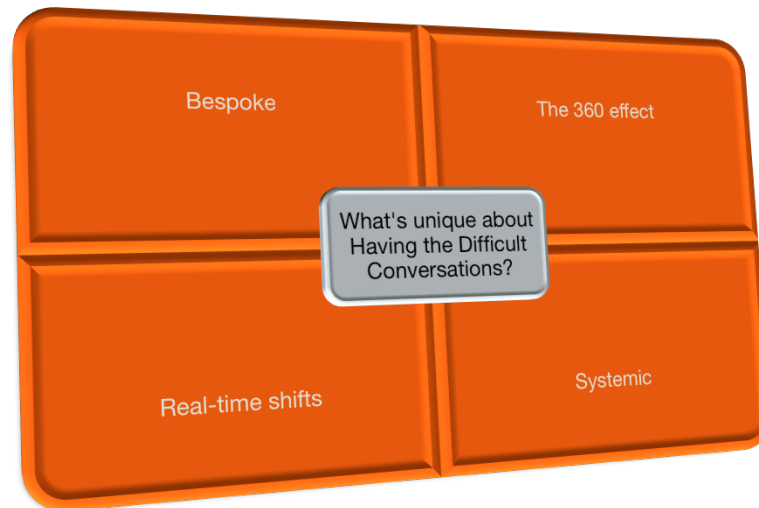 Bespoke
The 360 effect
What's unique about
Having the Difficult
Conversations?
Real-time shifts
Systemic